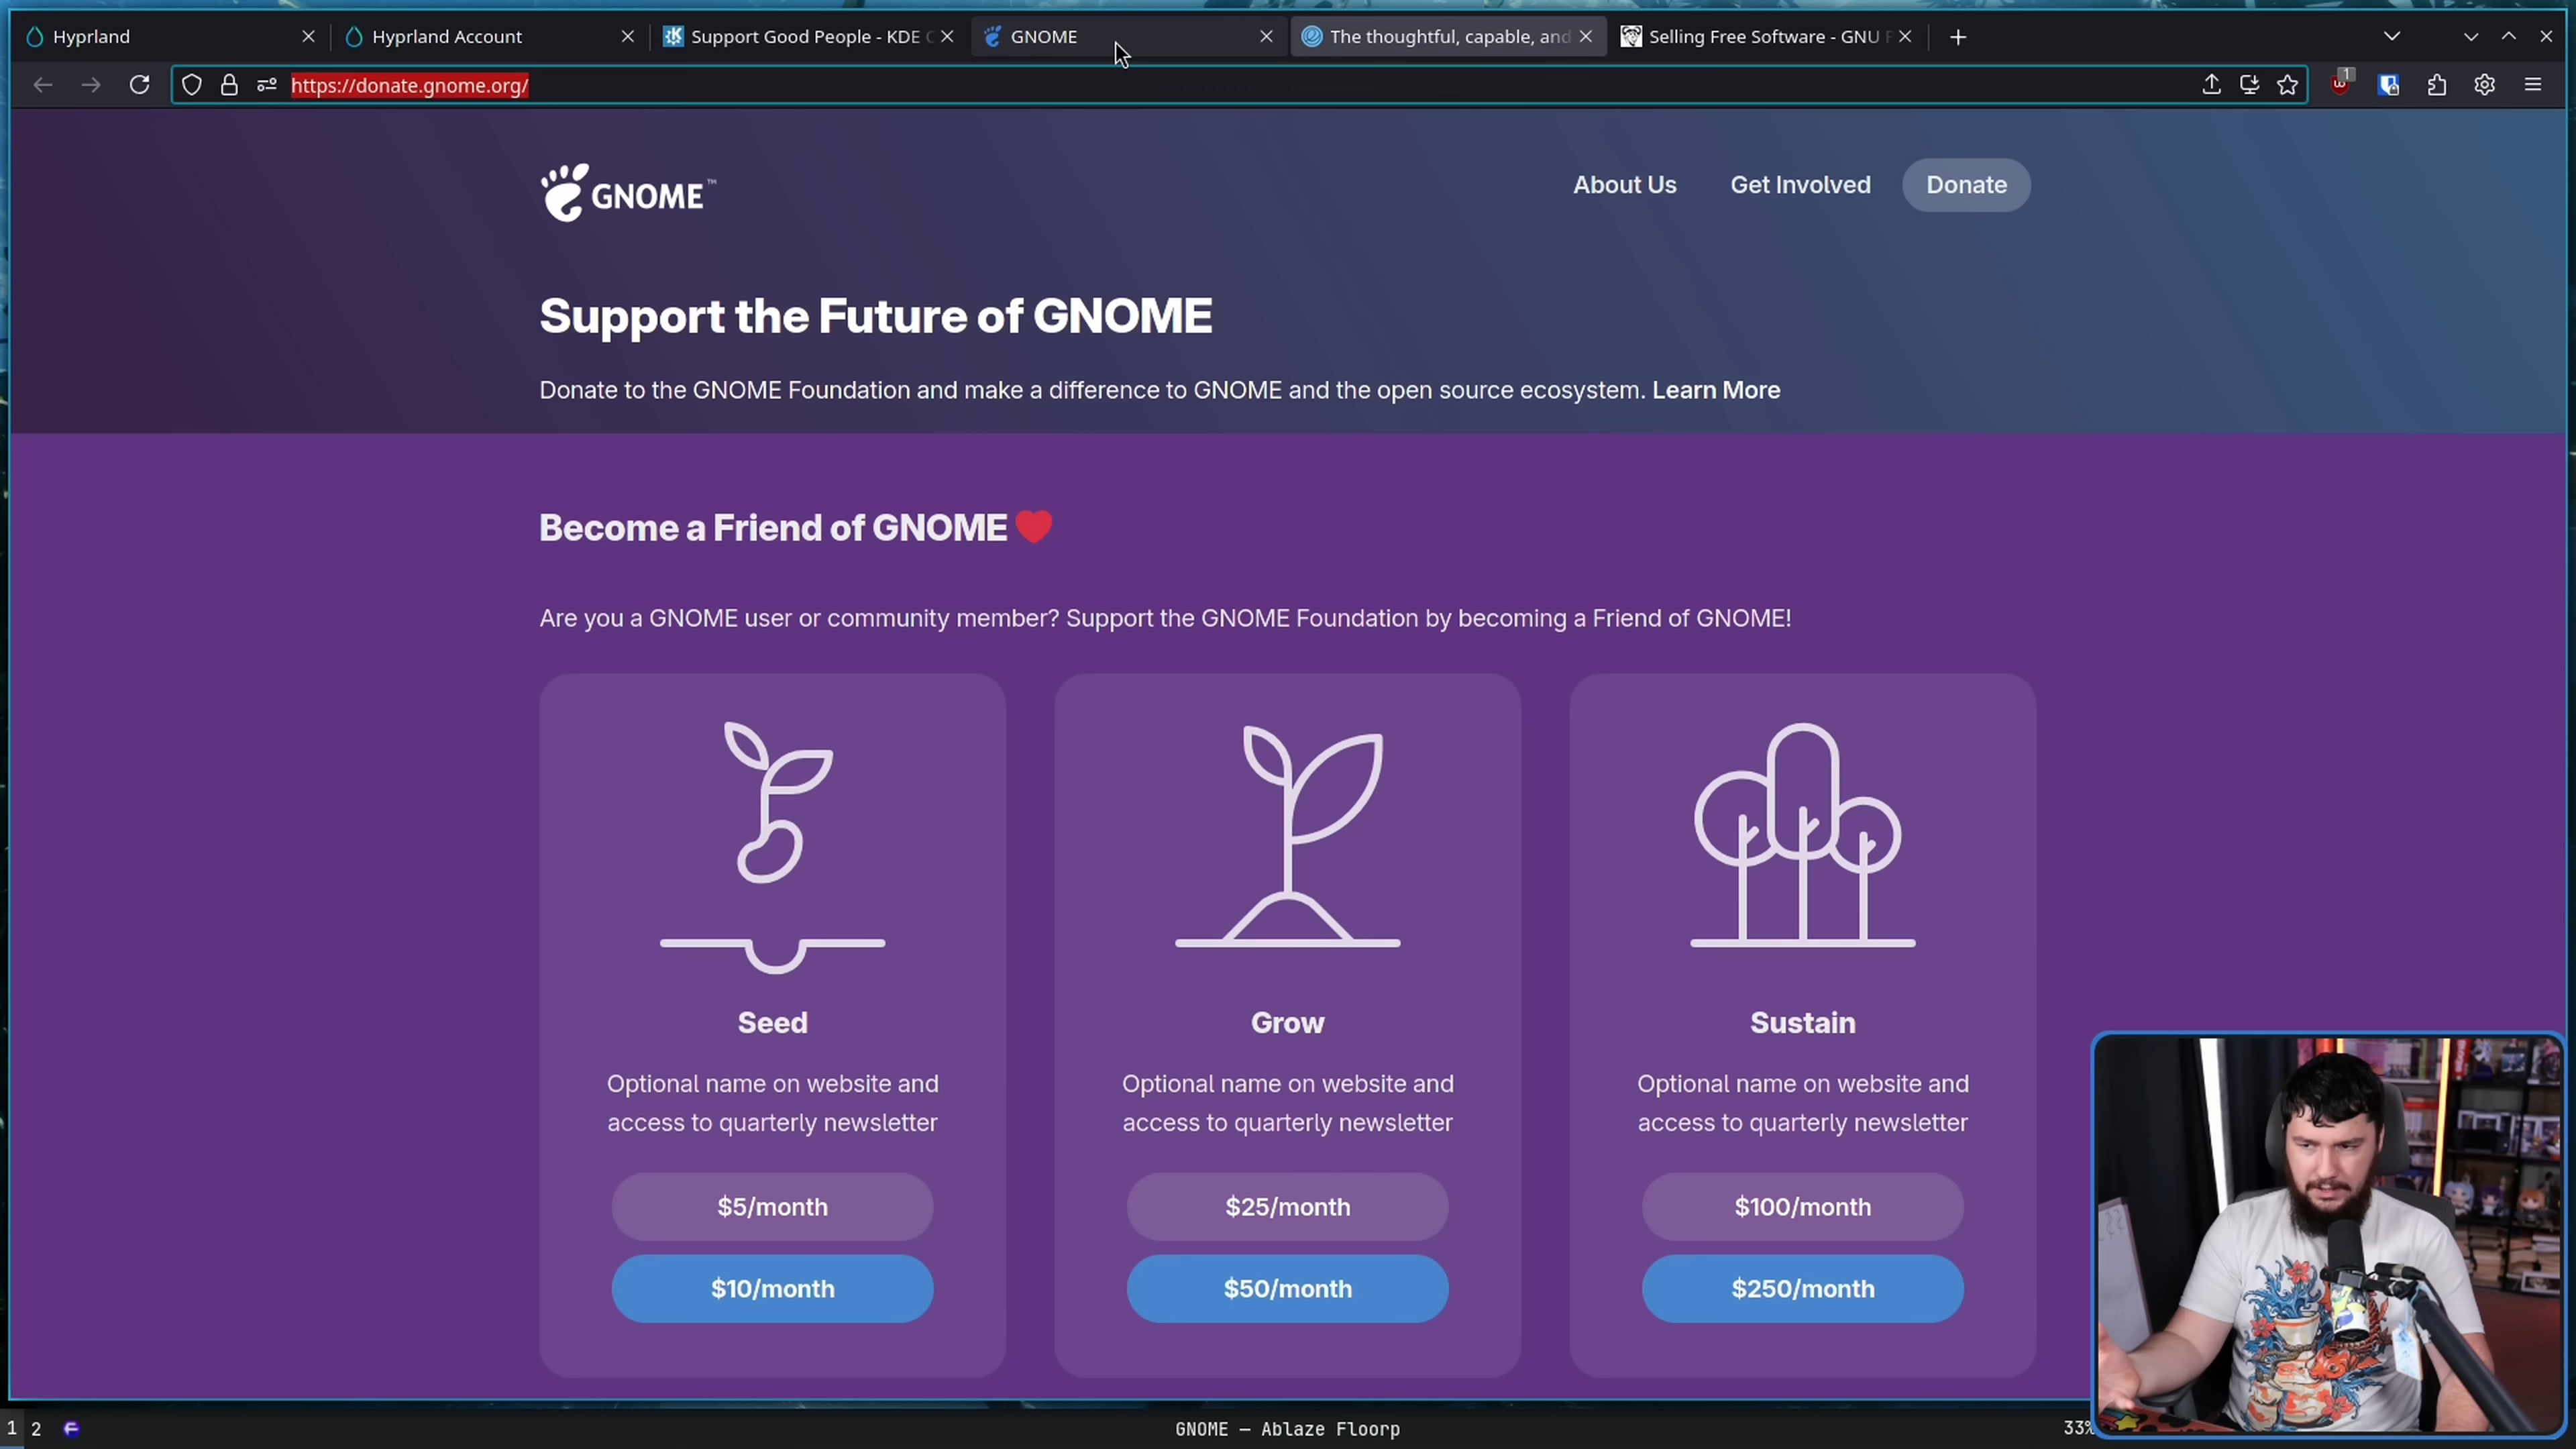 Hyprland
Hyprland Account
Support Good People - KDE
GNOME
The thoughtful, capable, and
Selling Free Software - GNU
https://donate.gnome.org/
1
GNOME™
About Us
Get Involved
Donate
Support the Future of GNOME
Donate to the GNOME Foundation and make a difference to GNOME and the open source ecosystem. Learn More
Become a Friend of GNOME
Are you a GNOME user or community member? Support the GNOME Foundation by becoming a Friend of GNOME!
Seed
Optional name on website and
access to quarterly newsletter
$5/month
$10/month
Grow
Optional name on website and
access to quarterly newsletter
$25/month
$50/month
Sustain
Optional name on website and
access to quarterly newsletter
$100/month
$250/month
1 2
GNOME — Ablaze Floorp
33%